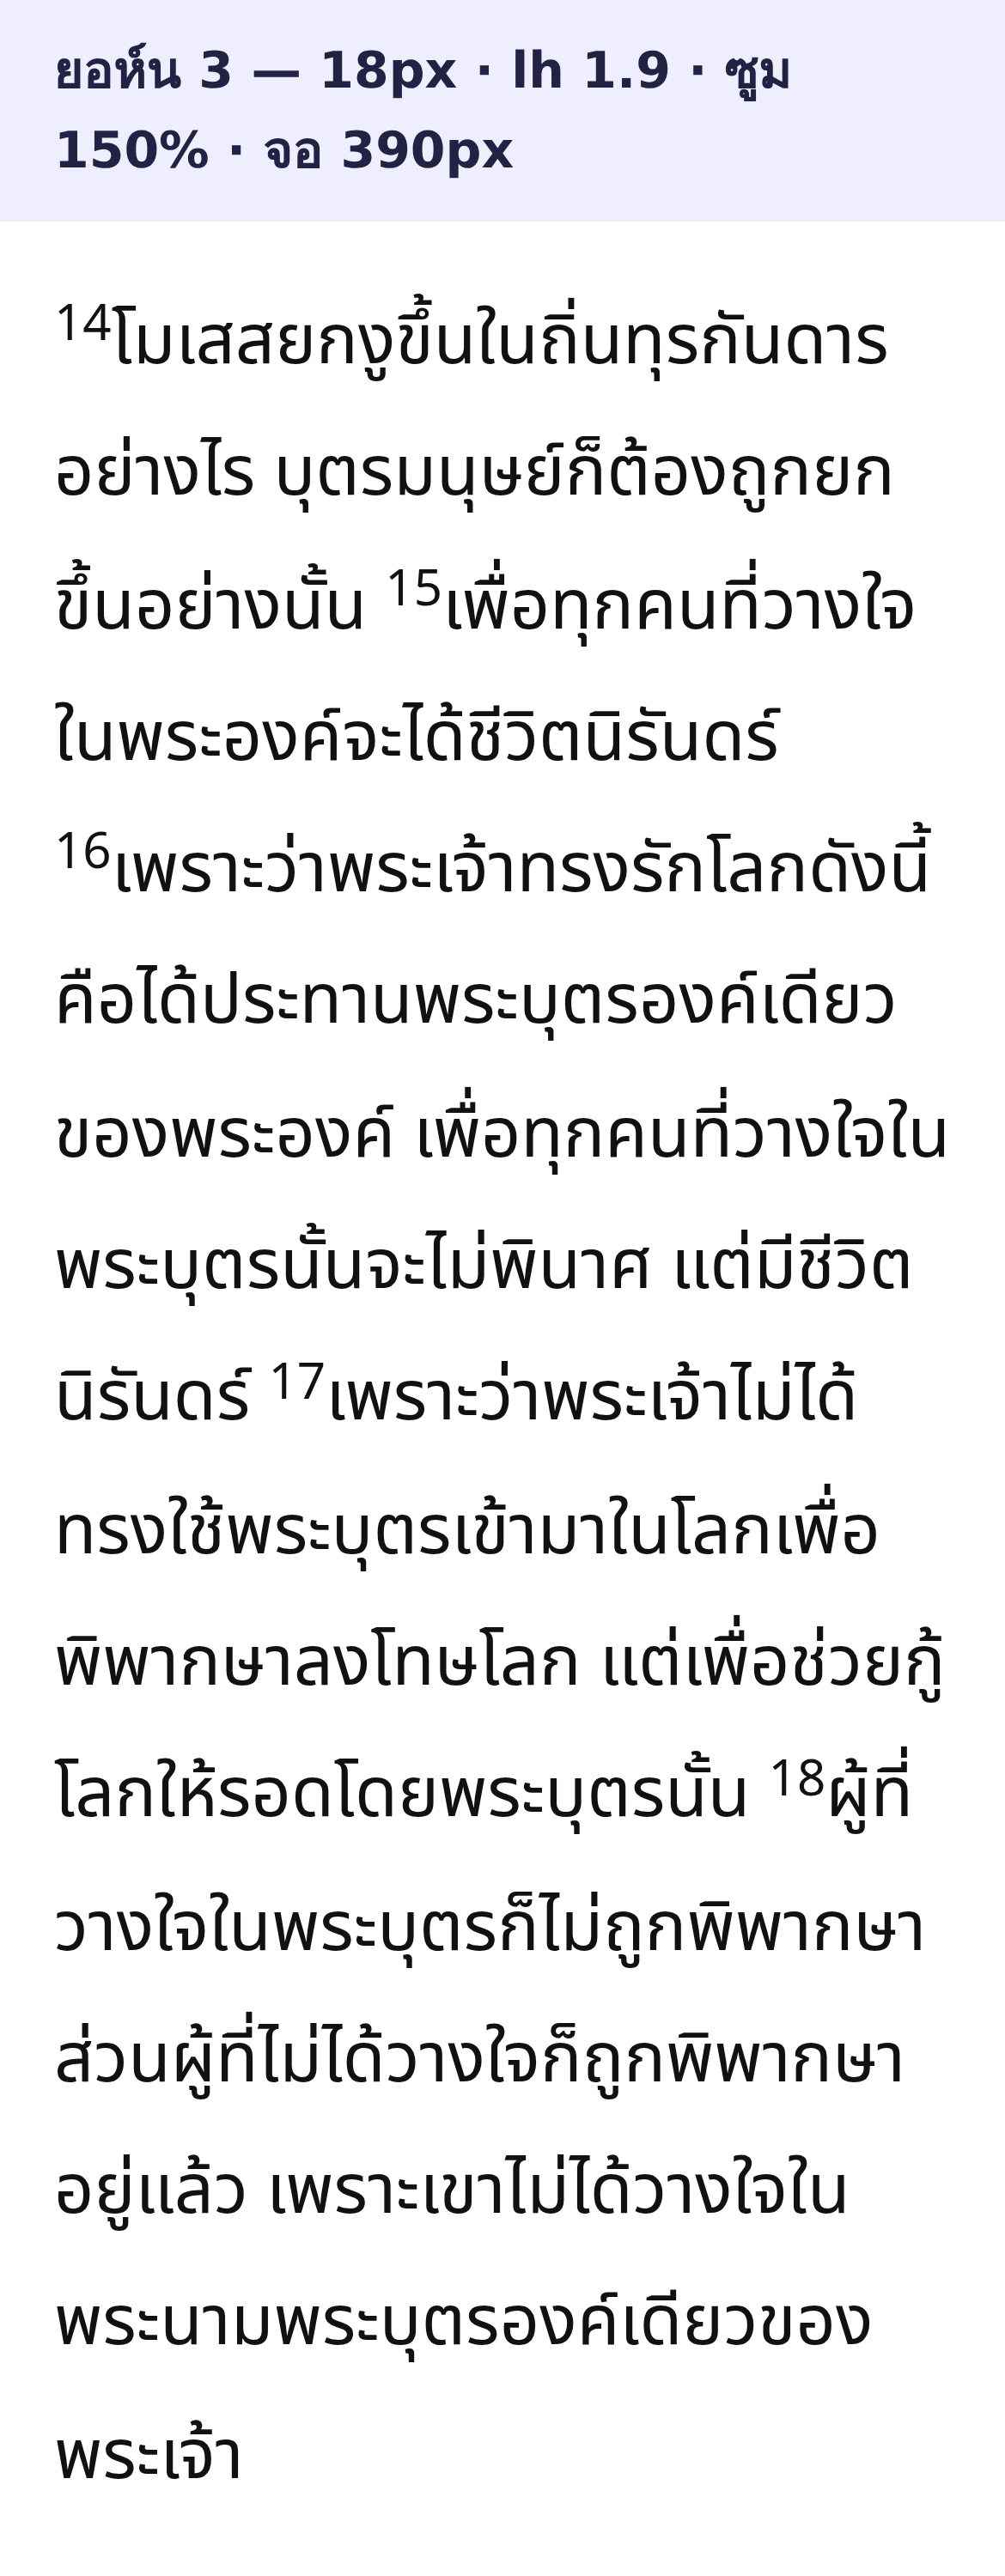 ยอห์น 3 — 18px · lh 1.9 · ซูม
150% · จอ 390px
14โมเสสยกงูขึ้นในถิ่นทุรกันดาร
อย่างไร บุตรมนุษย์ก็ต้องถูกยก
ขึ้นอย่างนั้น 15เพื่อทุกคนที่วางใจ
ในพระองค์จะได้ชีวิตนิรันดร์
16เพราะว่าพระเจ้าทรงรักโลกดังนี้
คือได้ประทานพระบุตรองค์เดียว
ของพระองค์ เพื่อทุกคนที่วางใจใน
พระบุตรนั้นจะไม่พินาศ แต่มีชีวิต
นิรันดร์ 17เพราะว่าพระเจ้าไม่ได้
ทรงใช้พระบุตรเข้ามาในโลกเพื่อ
พิพากษาลงโทษโลก แต่เพื่อช่วยกู้
โลกให้รอดโดยพระบุตรนั้น 18ผู้ที่
วางใจในพระบุตรก็ไม่ถูกพิพากษา
ส่วนผู้ที่ไม่ได้วางใจก็ถูกพิพากษา
อยู่แล้ว เพราะเขาไม่ได้วางใจใน
พระนามพระบุตรองค์เดียวของ
พระเจ้า